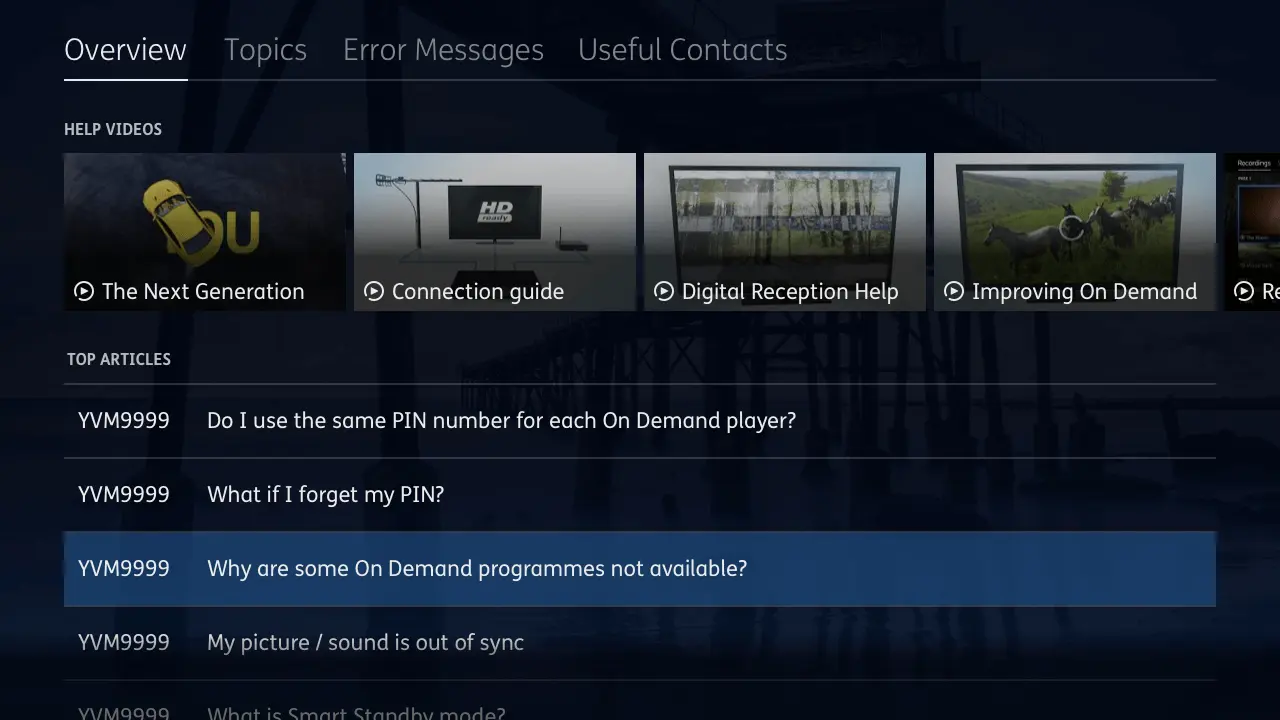 Overview Topics Error Messages Useful Contacts
HELP VIDEOS
OU
HD
ready
Recordings
The Next Generation
Connection guide
Digital Reception Help
Improving On Demand
Re
TOP ARTICLES
YVM9999 Do I use the same PIN number for each On Demand player?
YVM9999 What if I forget my PIN?
YVM9999 Why are some On Demand programmes not available?
YVM9999 My picture / sound is out of sync
YVM9999 What is Smart Standby mode?